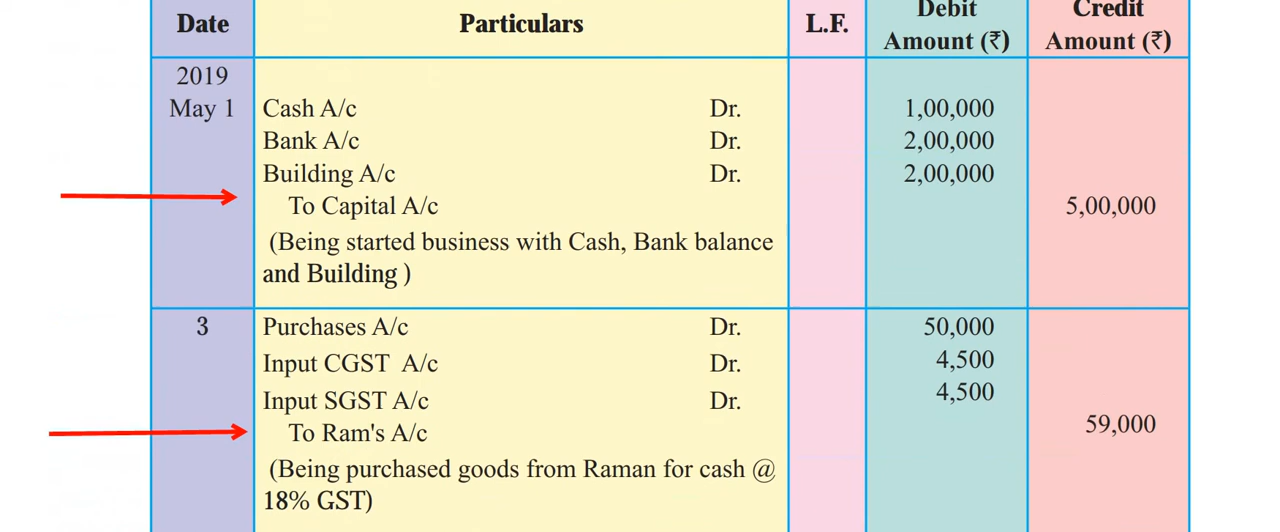 Date Particulars L.F. Debit Amount (₹) Credit Amount (₹)
2019
May 1 Cash A/c Dr. 1,00,000
Bank A/c Dr. 2,00,000
Building A/c Dr. 2,00,000
To Capital A/c 5,00,000
(Being started business with Cash, Bank balance
and Building )
3 Purchases A/c Dr. 50,000
Input CGST A/c Dr. 4,500
Input SGST A/c Dr. 4,500
To Ram's A/c 59,000
(Being purchased goods from Raman for cash @
18% GST)